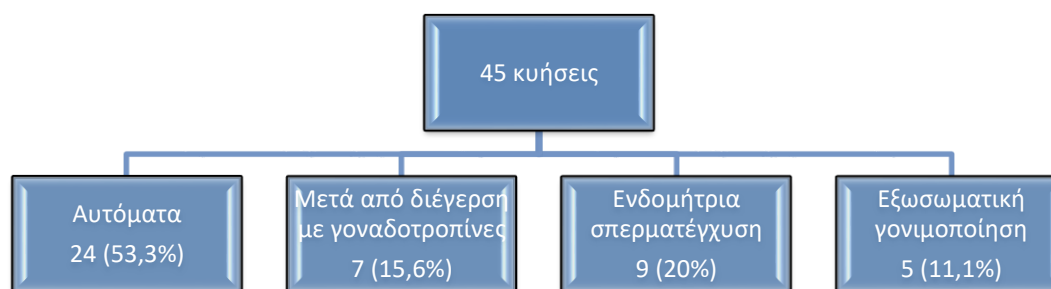 45 κυήσεις
Αυτόματα
24 (53,3%)
Μετά από διέγερση
με γοναδοτροπίνες
7 (15,6%)
Ενδομήτρια
σπερματέγχυση
9 (20%)
Εξωσωματική
γονιμοποίηση
5 (11,1%)